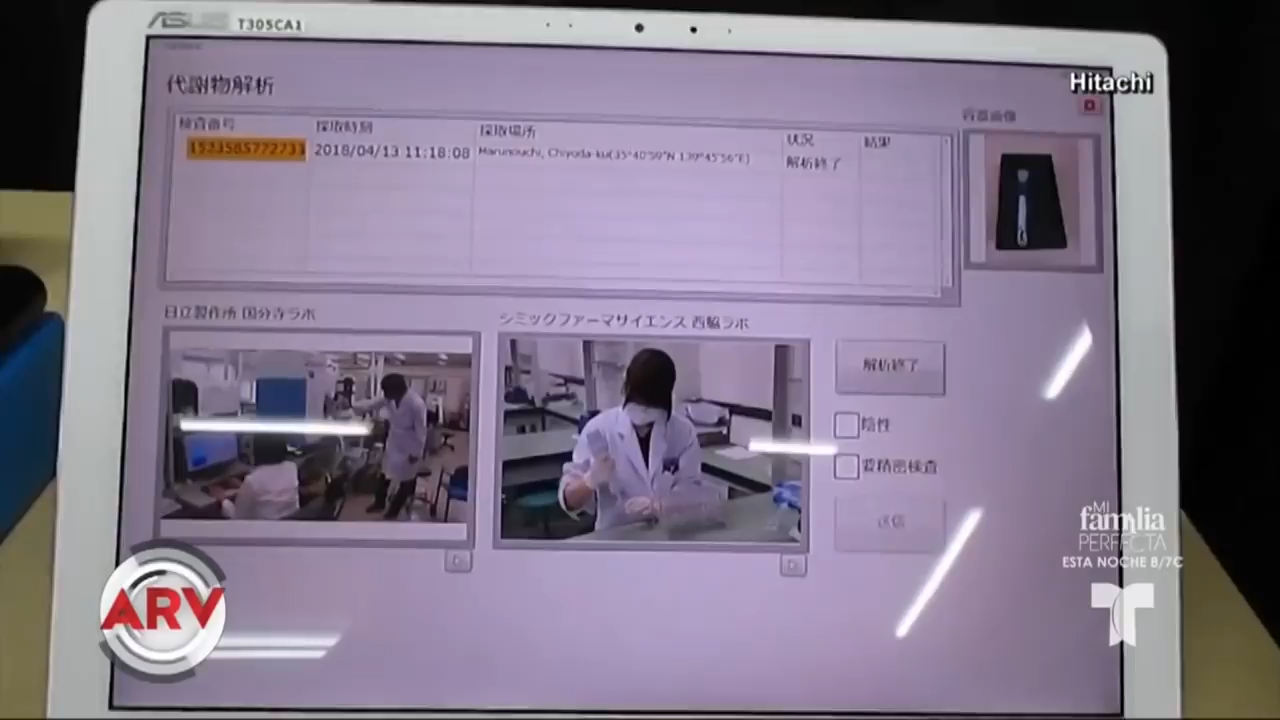 ASUS T305CA1
Hitachi
代謝物解析
容器画像
検査番号 採取時刻 採取場所 状況 結果
1523585772733 2018/04/13 11:18:08 Marunouchi, Chiyoda-ku(35°40'59"N 139°45'56"E) 解析終了
日立製作所 国分寺ラボ
シミックファーマサイエンス 西脇ラボ
解析終了
陰性
要精密検査
送信
MI
familia
PERFECTA
ESTA NOCHE 8/7C
ARV